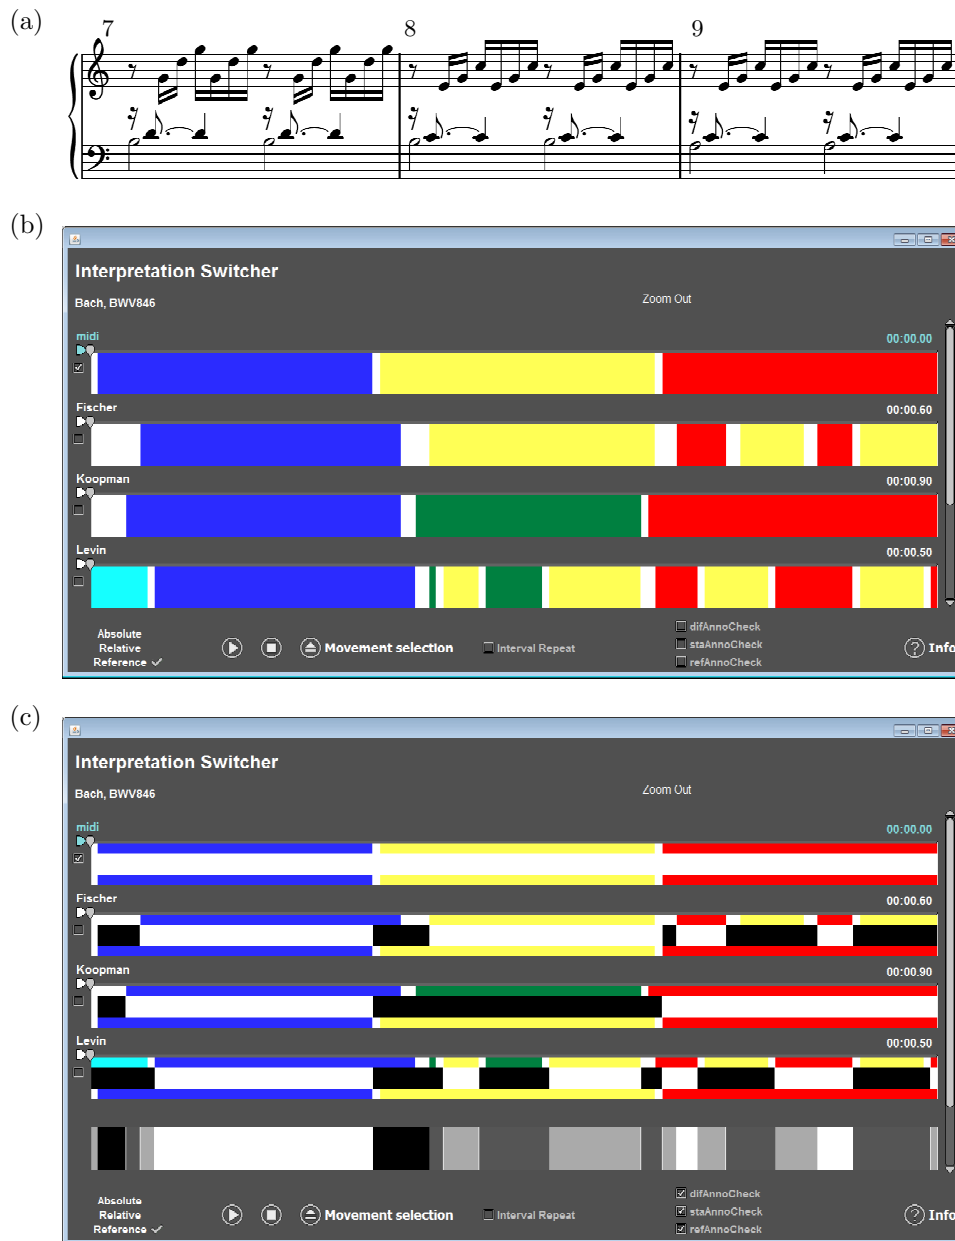 (a)
7 8 9
(b)
Interpretation Switcher
Bach, BWV846
Zoom Out
midi 00:00.00
Fischer 00:00.60
Koopman 00:00.90
Levin 00:00.50
Absolute
Relative
Reference
Movement selection
Interval Repeat
difAnnoCheck
staAnnoCheck
refAnnoCheck
? Info
(c)
Interpretation Switcher
Bach, BWV846
Zoom Out
midi 00:00.00
Fischer 00:00.60
Koopman 00:00.90
Levin 00:00.50
Absolute
Relative
Reference
Movement selection
Interval Repeat
difAnnoCheck
staAnnoCheck
refAnnoCheck
? Info